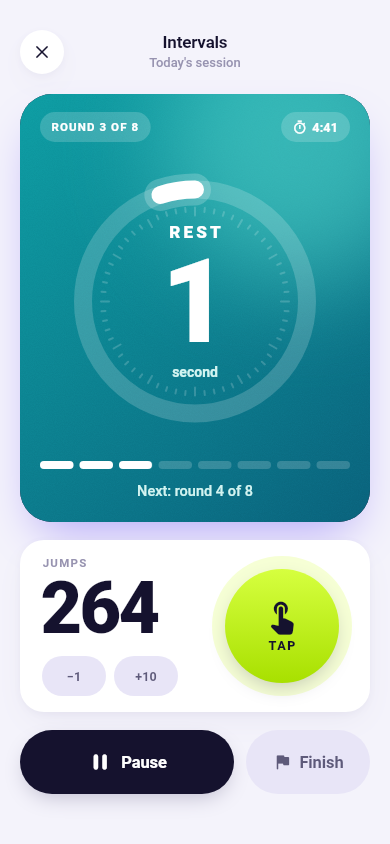 Intervals
Today's session
ROUND 3 OF 8
4:41
REST
1
second
Next: round 4 of 8
JUMPS
264
−1
+10
TAP
Pause
Finish